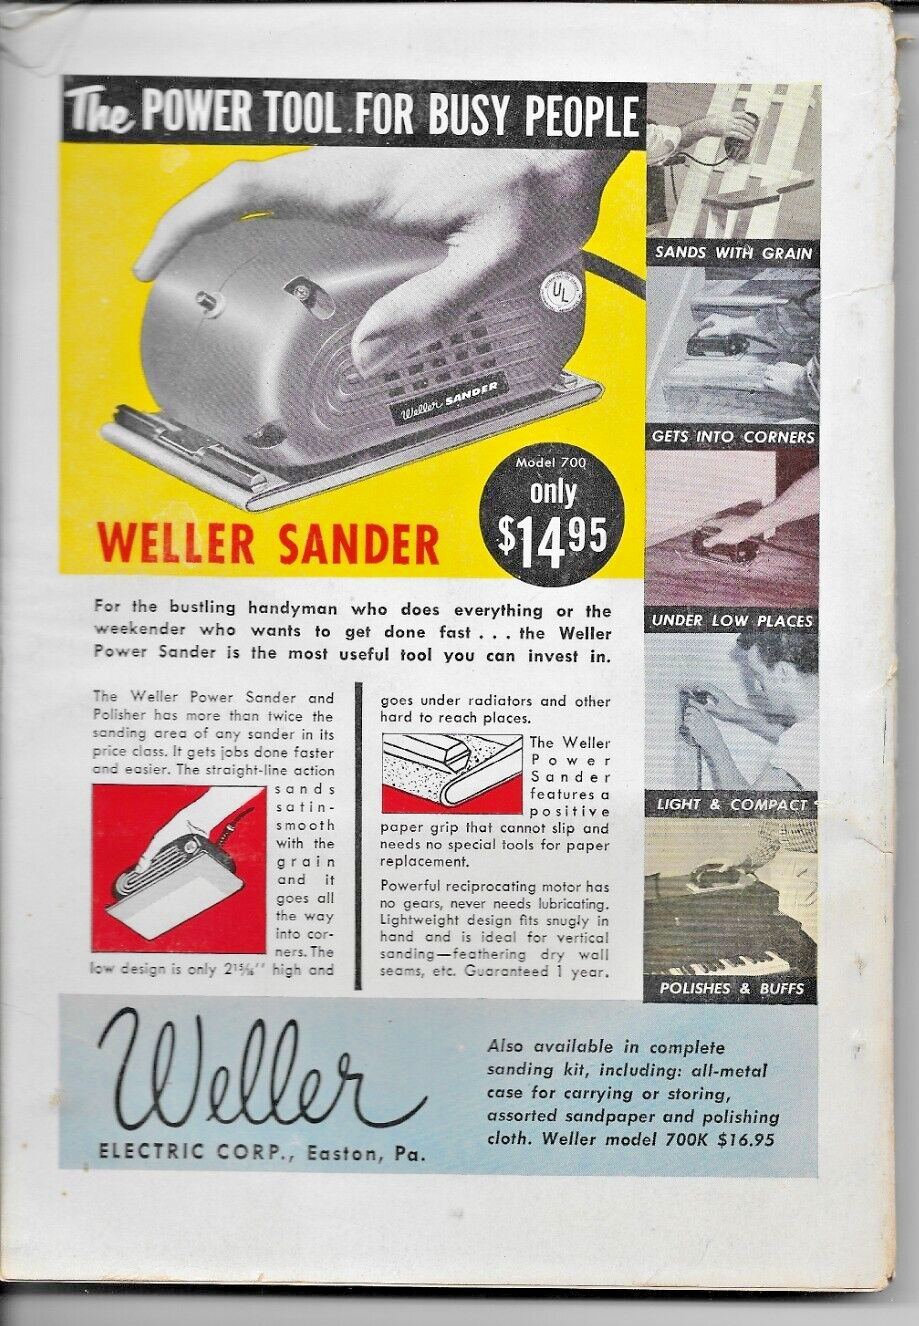 The POWER TOOL FOR BUSY PEOPLE
UL
Weller SANDER
Model 700
only
$14.95
WELLER SANDER
SANDS WITH GRAIN
GETS INTO CORNERS
UNDER LOW PLACES
LIGHT & COMPACT
POLISHES & BUFFS
For the bustling handyman who does everything or the
weekender who wants to get done fast . . . the Weller
Power Sander is the most useful tool you can invest in.
The Weller Power Sander and
Polisher has more than twice the
sanding area of any sander in its
price class. It gets jobs done faster
and easier. The straight-line action
sands
satin-
smooth
with the
grain
and it
goes all
the way
into cor-
ners. The
low design is only 2 15/16" high and
goes under radiators and other
hard to reach places.
The Weller
Power
Sander
features a
positive
paper grip that cannot slip and
needs no special tools for paper
replacement.
Powerful reciprocating motor has
no gears, never needs lubricating.
Lightweight design fits snugly in
hand and is ideal for vertical
sanding—feathering dry wall
seams, etc. Guaranteed 1 year.
Weller
ELECTRIC CORP., Easton, Pa.
Also available in complete
sanding kit, including: all-metal
case for carrying or storing,
assorted sandpaper and polishing
cloth. Weller model 700K $16.95